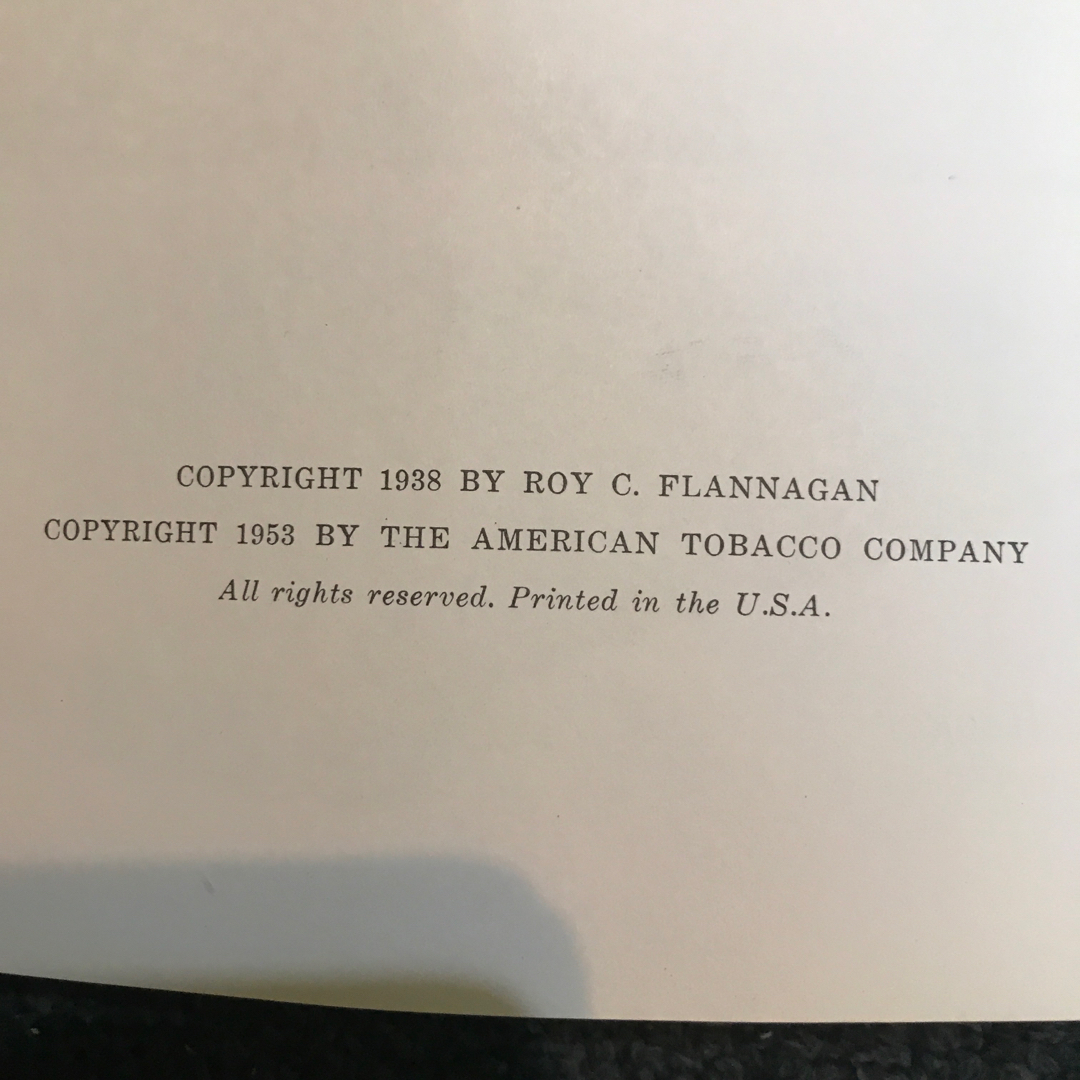 COPYRIGHT 1938 BY ROY C. FLANNAGAN
COPYRIGHT 1953 BY THE AMERICAN TOBACCO COMPANY
All rights reserved. Printed in the U.S.A.